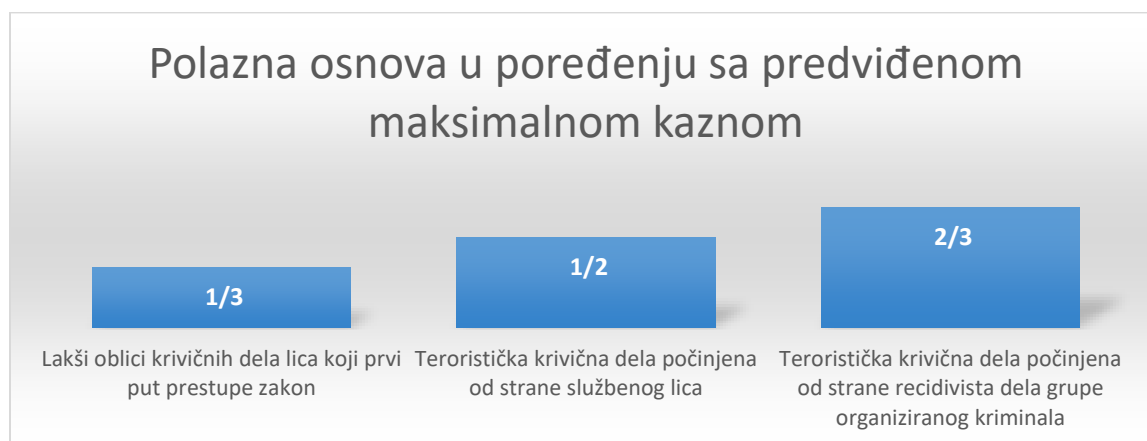 Polazna osnova u poređenju sa predviđenom
maksimalnom kaznom
1/3
1/2
2/3
Lakši oblici krivičnih dela lica koji prvi
put prestupe zakon
Teroristička krivična dela počinjena
od strane službenog lica
Teroristička krivična dela počinjena
od strane recidivista dela grupe
organiziranog kriminala